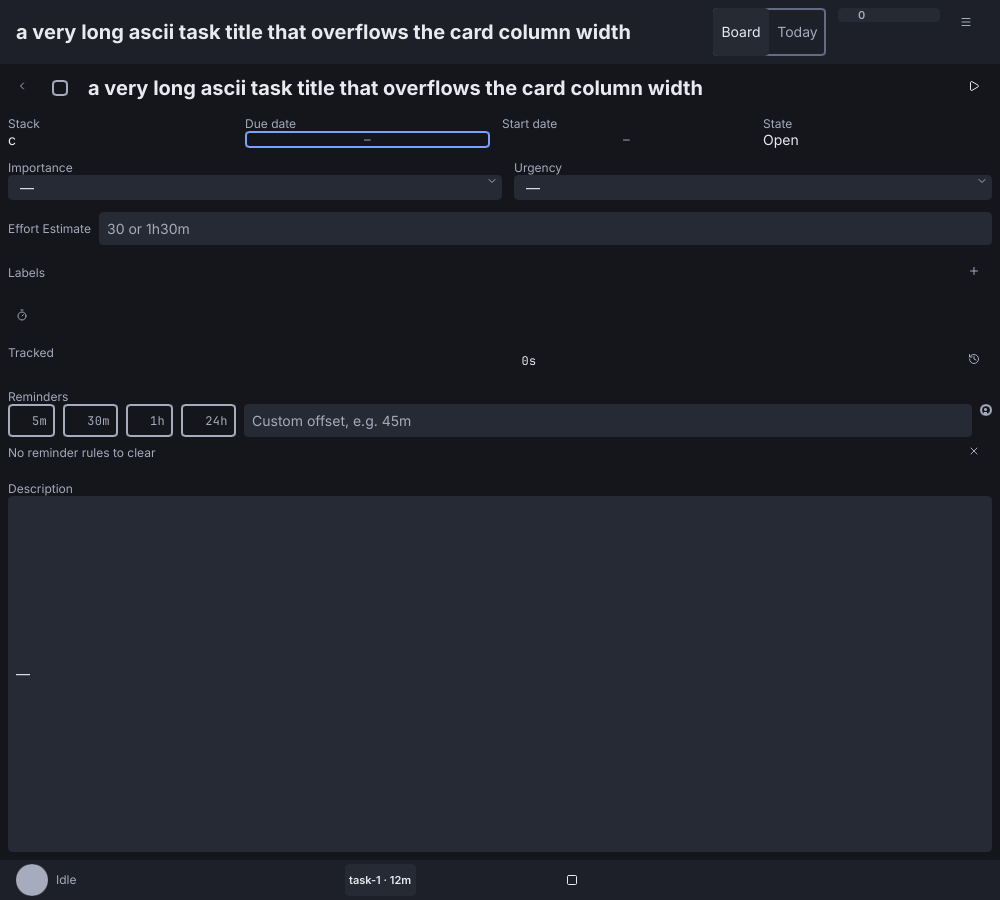 a very long ascii task title that overflows the card column width
Board Today
0
a very long ascii task title that overflows the card column width
Stack Due date Start date State
c – – Open
Importance Urgency
— —
Effort Estimate 30 or 1h30m
Labels
Tracked
0s
Reminders
5m 30m 1h 24h Custom offset, e.g. 45m
No reminder rules to clear
Description
—
Idle task-1 · 12m